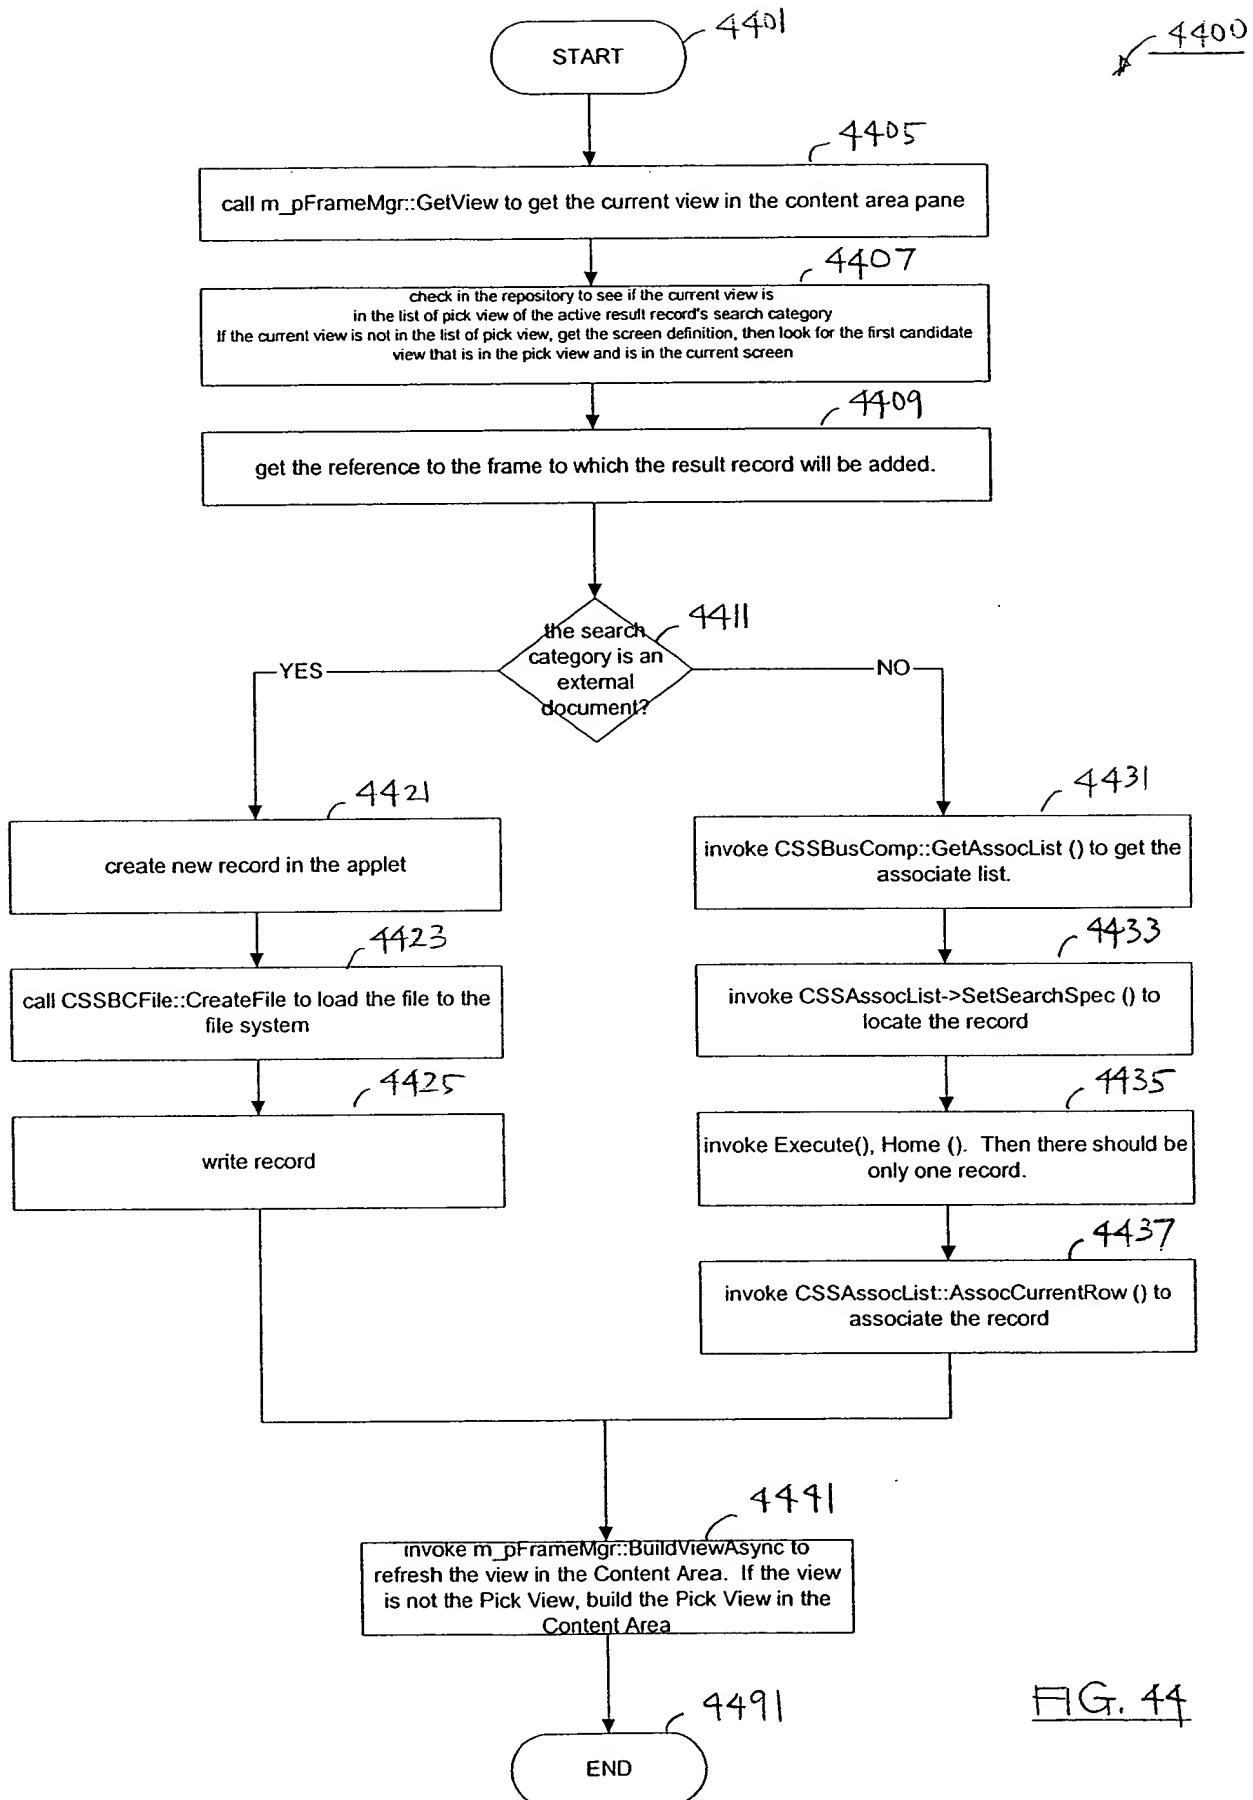 4401
START
4400
4405
call m_pFrameMgr::GetView to get the current view in the content area pane
4407
check in the repository to see if the current view is
in the list of pick view of the active result record's search category
If the current view is not in the list of pick view, get the screen definition, then look for the first candidate
view that is in the pick view and is in the current screen
4409
get the reference to the frame to which the result record will be added.
4411
the search
category is an
external
document?
YES
NO
4421
create new record in the applet
4423
call CSSBCFile::CreateFile to load the file to the
file system
4425
write record
4431
invoke CSSBusComp::GetAssocList () to get the
associate list.
4433
invoke CSSAssocList->SetSearchSpec () to
locate the record
4435
invoke Execute(), Home (). Then there should be
only one record.
4437
invoke CSSAssocList::AssocCurrentRow () to
associate the record
4441
invoke m_pFrameMgr::BuildViewAsync to
refresh the view in the Content Area. If the view
is not the Pick View, build the Pick View in the
Content Area
4491
END
FIG. 44